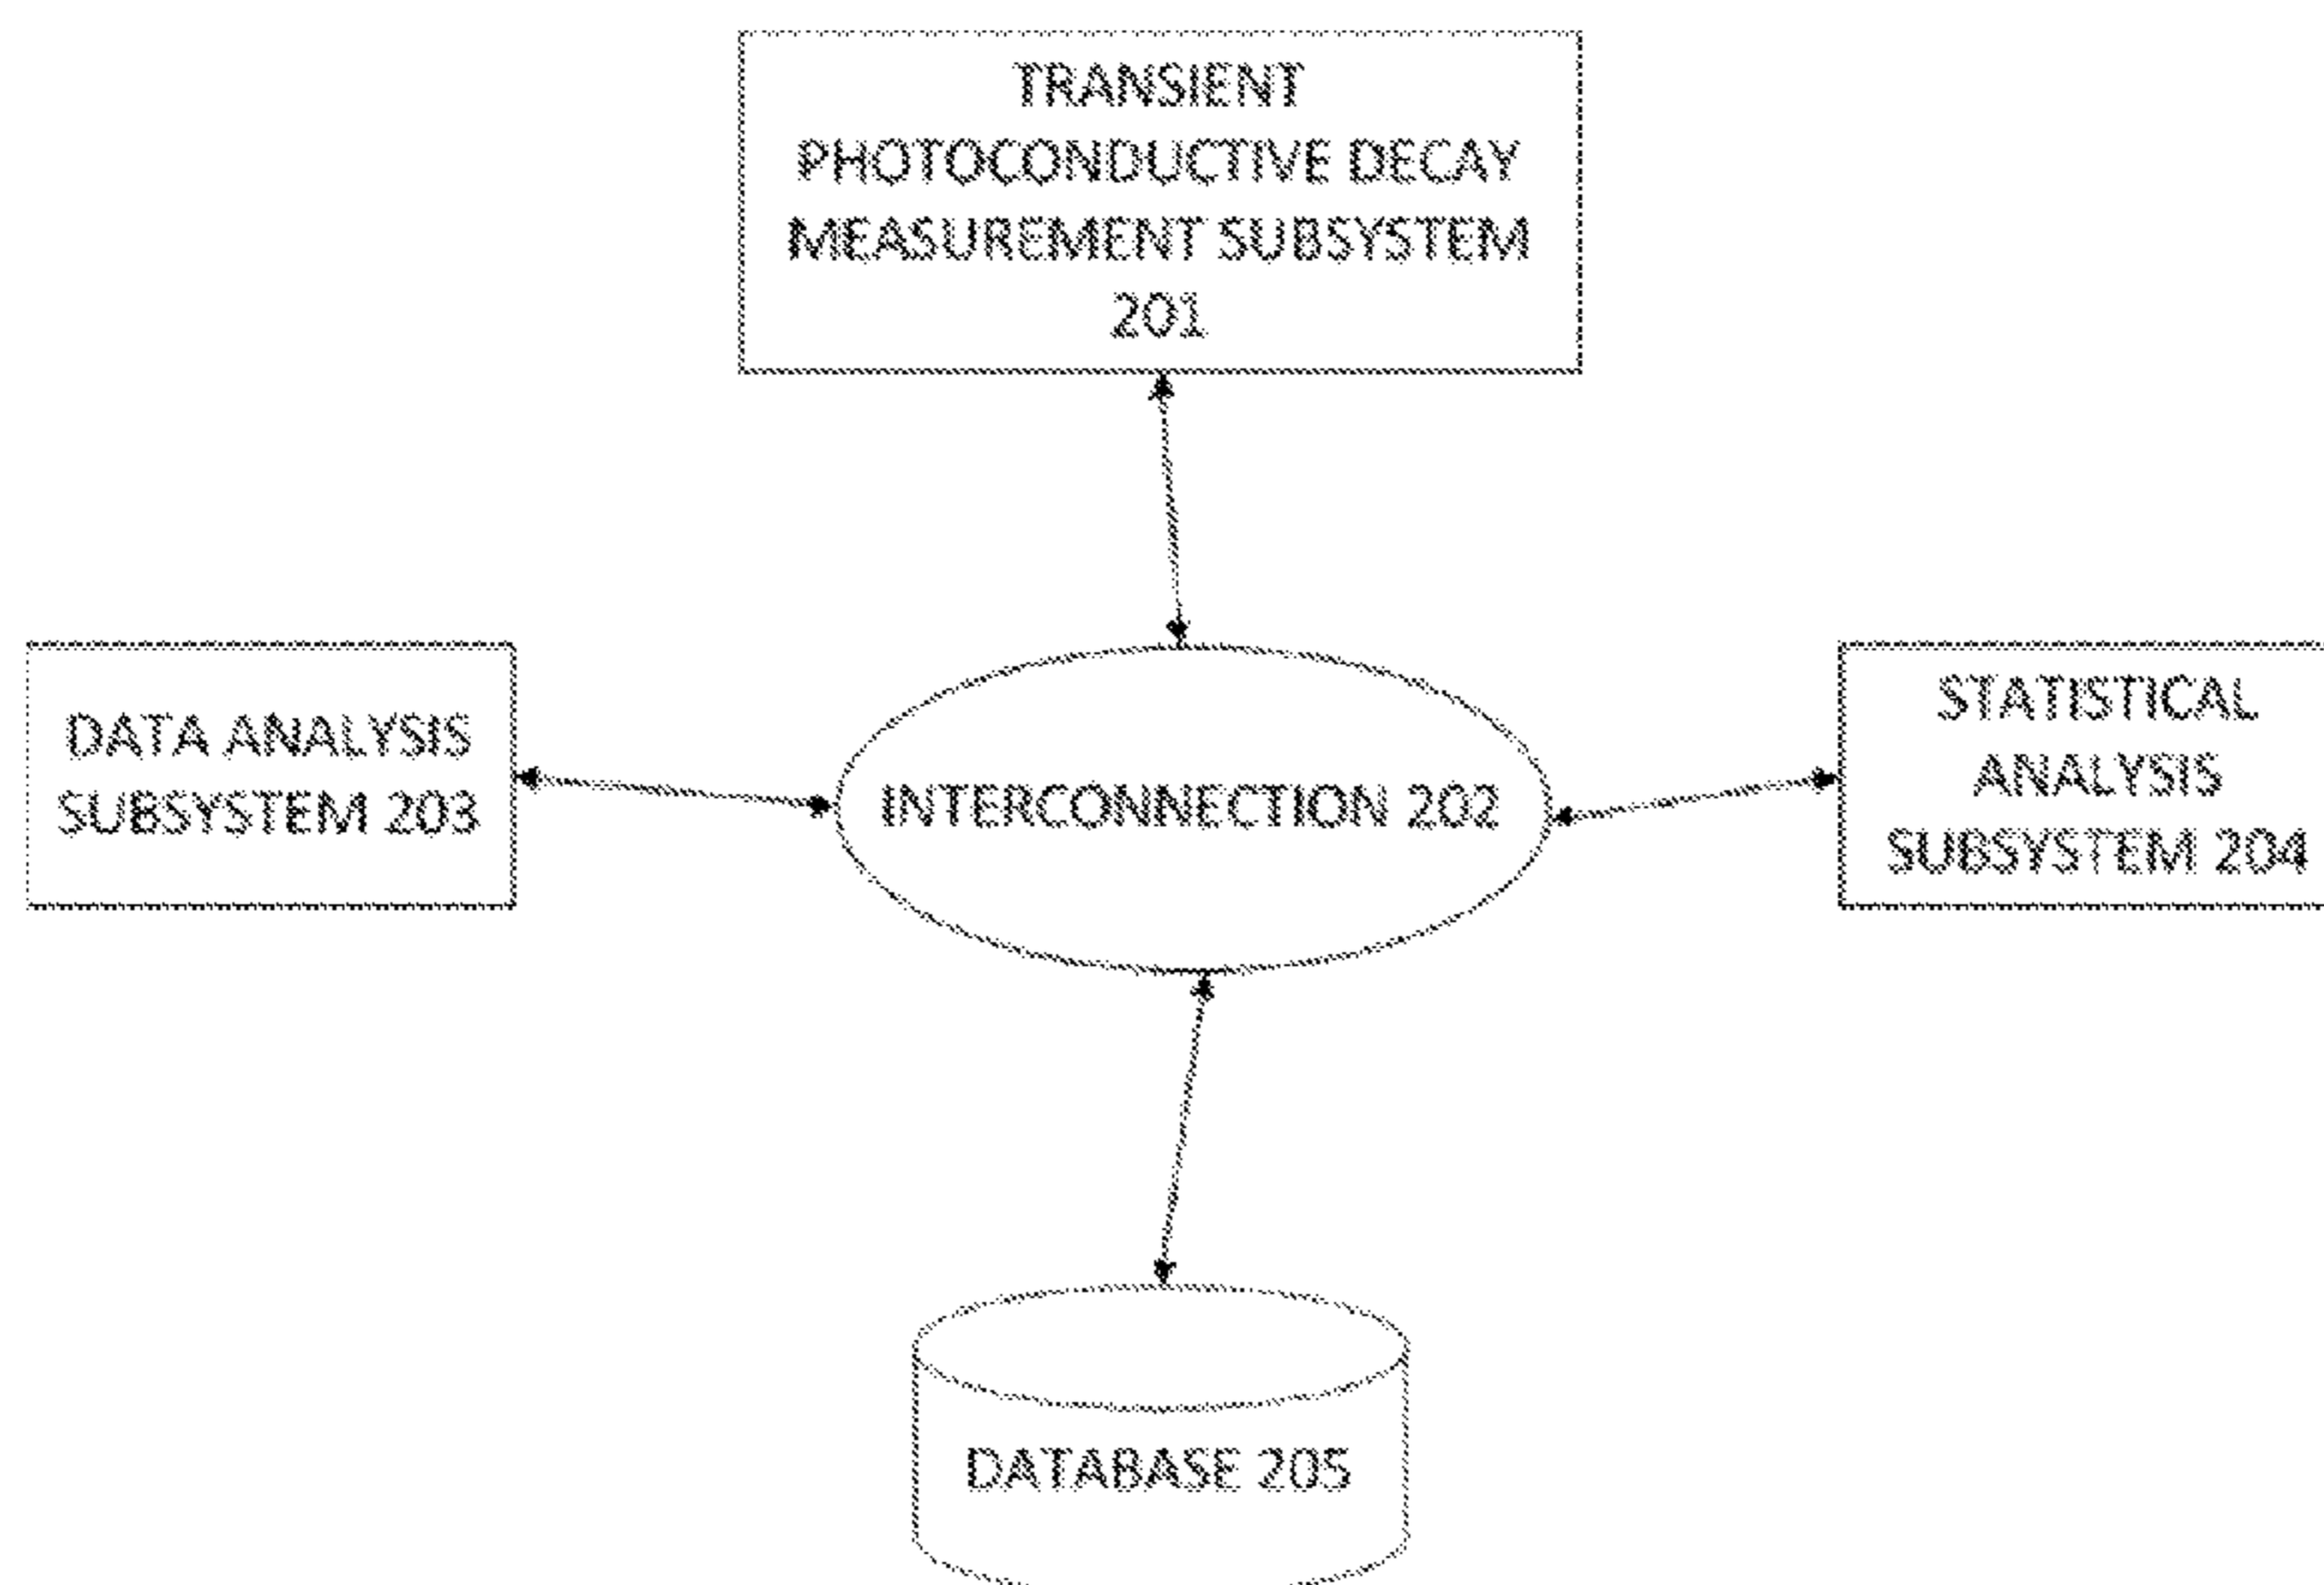 TRANSIENT
PHOTOCONDUCTIVE DECAY
MEASUREMENT SUBSYSTEM
201
DATA ANALYSIS
SUBSYSTEM 203
INTERCONNECTION 202
STATISTICAL
ANALYSIS
SUBSYSTEM 204
DATABASE 205